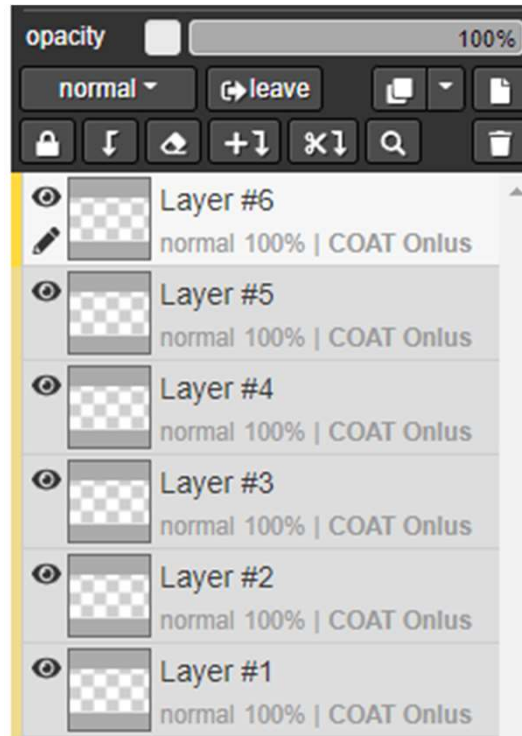 opacity 100%
normal leave
Layer #6
normal 100% | COAT Onlus
Layer #5
normal 100% | COAT Onlus
Layer #4
normal 100% | COAT Onlus
Layer #3
normal 100% | COAT Onlus
Layer #2
normal 100% | COAT Onlus
Layer #1
normal 100% | COAT Onlus